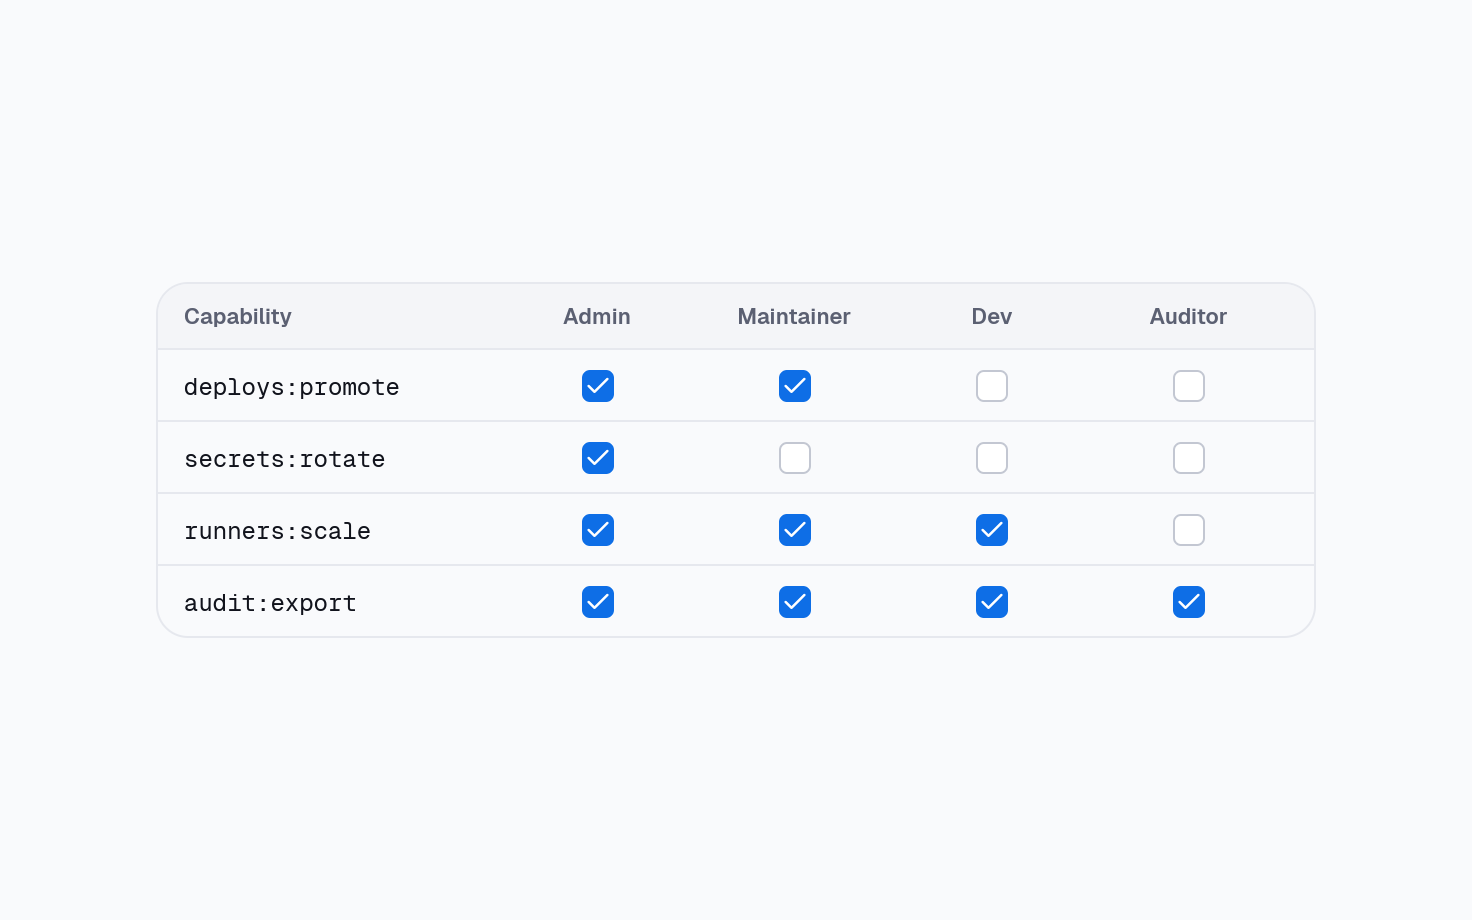 Capability Admin Maintainer Dev Auditor
deploys:promote
secrets:rotate
runners:scale
audit:export